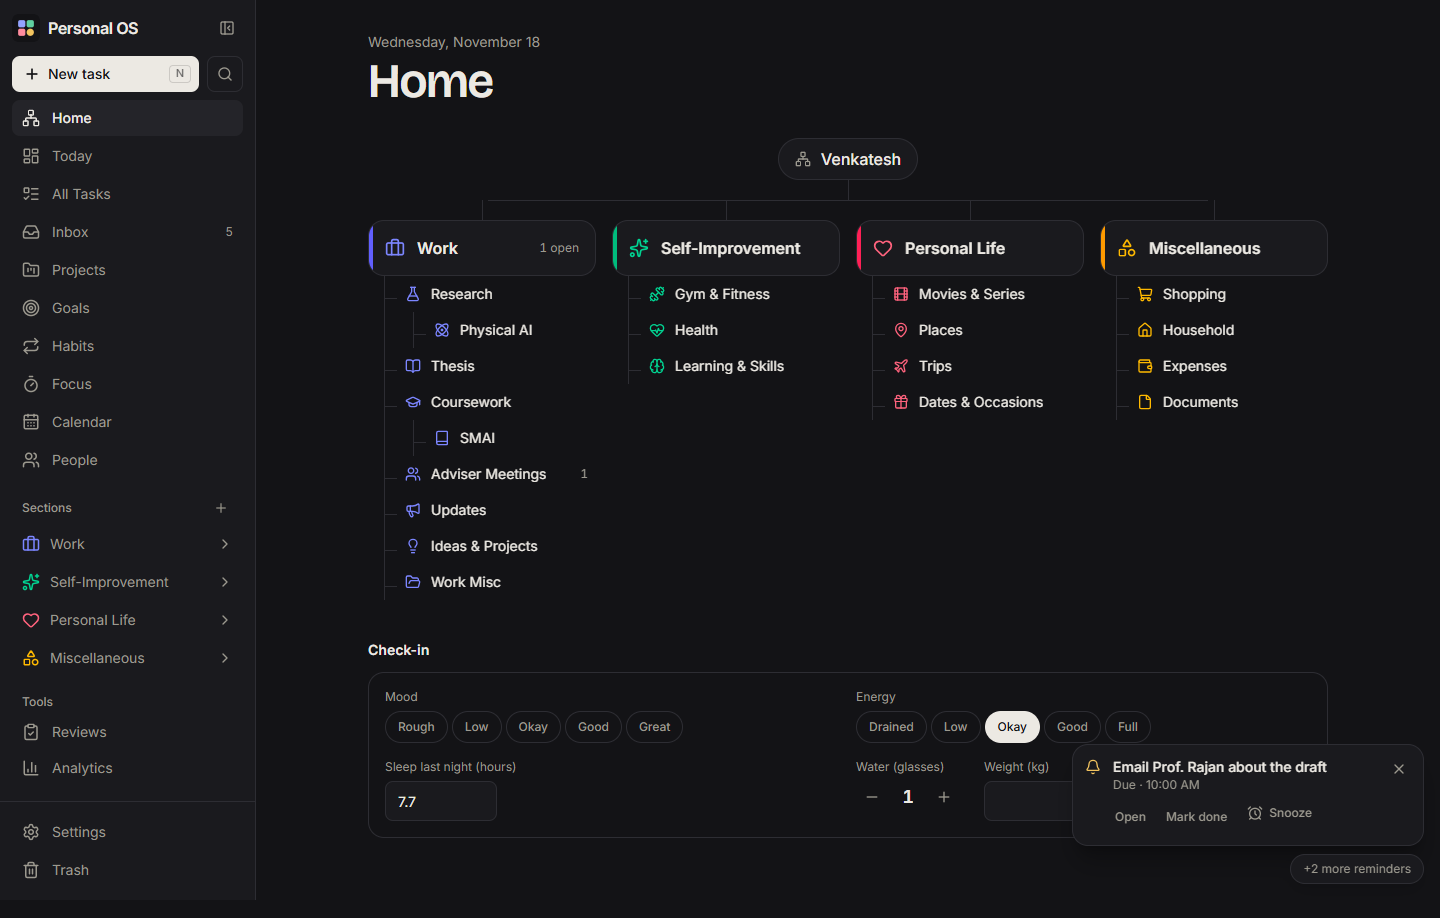 Personal OS
New task
N
Home
Today
All Tasks
Inbox 5
Projects
Goals
Habits
Focus
Calendar
People
Sections
Work
Self-Improvement
Personal Life
Miscellaneous
Tools
Reviews
Analytics
Settings
Trash
Wednesday, November 18
Home
Venkatesh
Work 1 open
Research
Physical AI
Thesis
Coursework
SMAI
Adviser Meetings 1
Updates
Ideas & Projects
Work Misc
Self-Improvement
Gym & Fitness
Health
Learning & Skills
Personal Life
Movies & Series
Places
Trips
Dates & Occasions
Miscellaneous
Shopping
Household
Expenses
Documents
Check-in
Mood
Rough Low Okay Good Great
Energy
Drained Low Okay Good Full
Sleep last night (hours)
7.7
Water (glasses)
1
Weight (kg)
Email Prof. Rajan about the draft
Due · 10:00 AM
Open Mark done Snooze
+2 more reminders